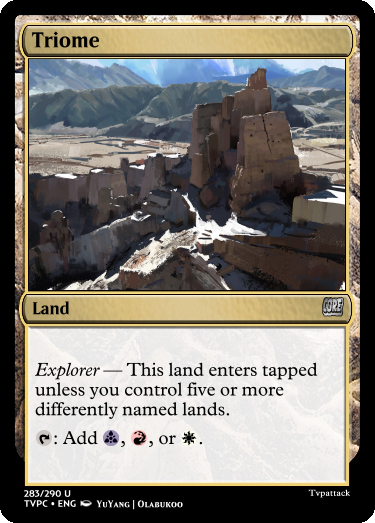 Triome
Land
CORE
Explorer — This land enters tapped
unless you control five or more
differently named lands.
: Add , , or .
283/290 U
Tvpattack
TVPC • ENG YuYang | Olabukoo